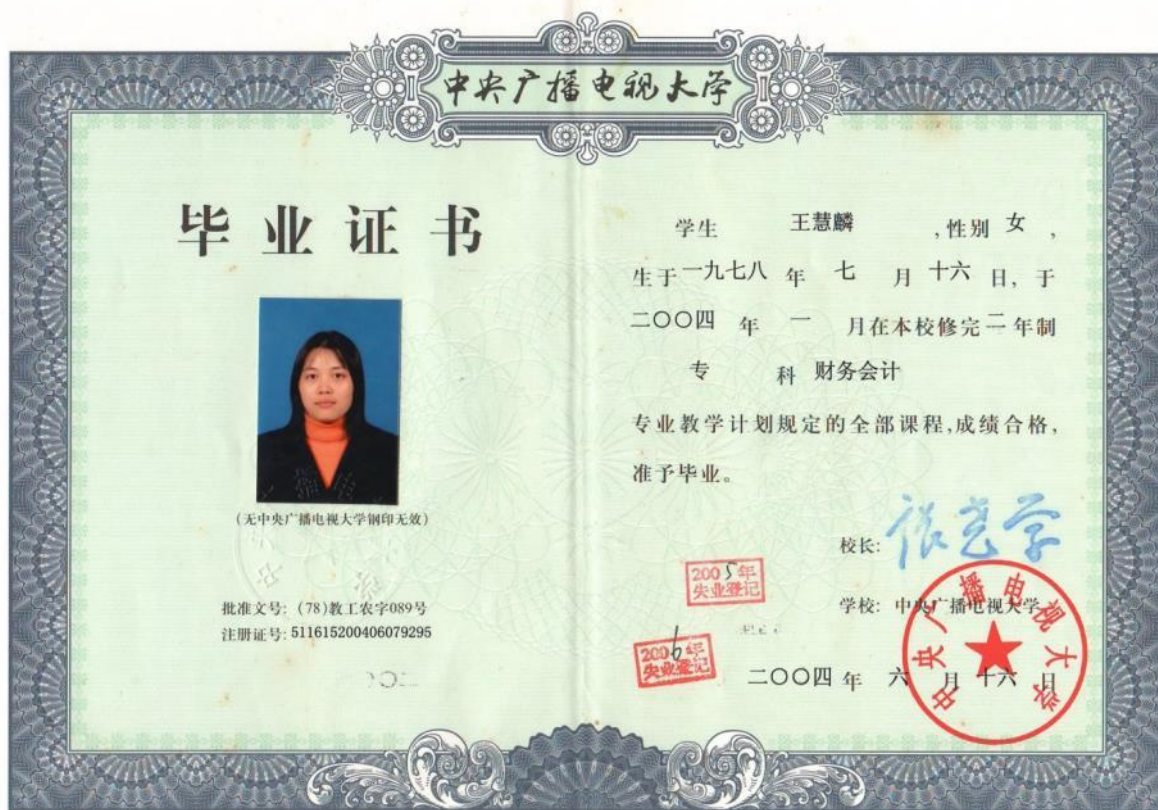 中央广播电视大学
毕业证书
(无中央广播电视大学钢印无效)
批准文号: (78)教工农字089号
注册证号: 511615200406079295
学生 王慧麟 ,性别 女 ,
生于一九七八 年 七 月 十六 日, 于
二〇〇四 年 一 月在本校修完二年制
专 科 财务会计
专业教学计划规定的全部课程,成绩合格,
准予毕业。
校长: 张尧学
2005年
失业登记
学校: 中央广播电视大学
2006年
失业登记
二〇〇四 年 六 月 十六 日
中央广播电视大学